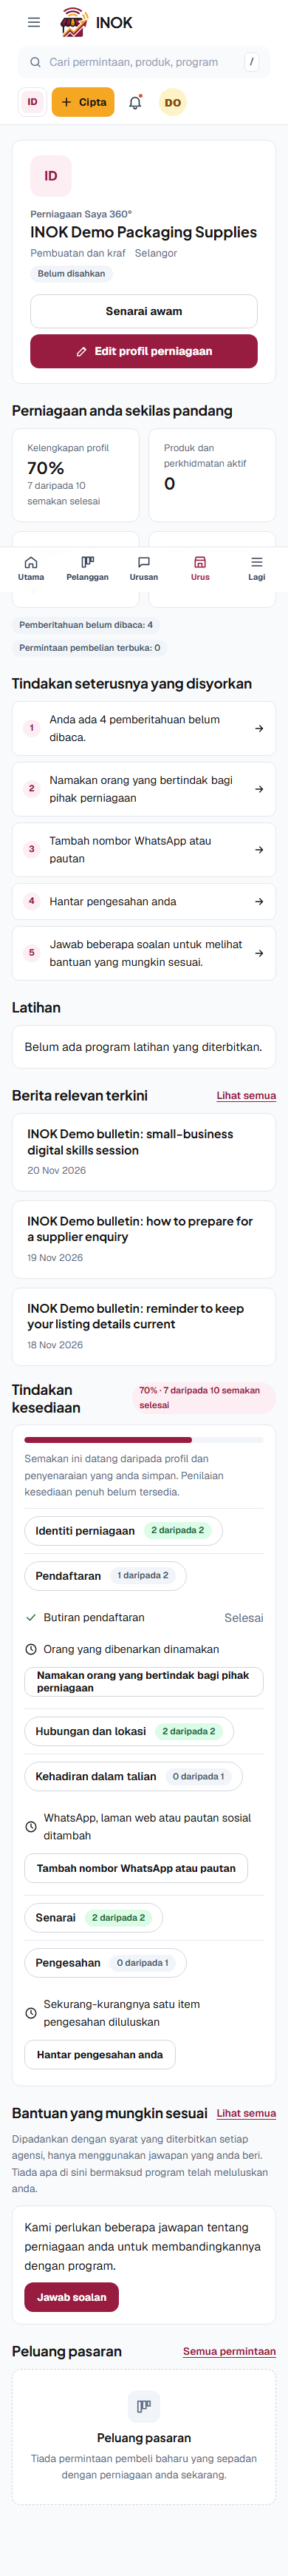 INOK
Cari permintaan, produk, program
/
ID
+ Cipta
DO
ID
Perniagaan Saya 360°
INOK Demo Packaging Supplies
Pembuatan dan kraf Selangor
Belum disahkan
Senarai awam
Edit profil perniagaan
Perniagaan anda sekilas pandang
Kelengkapan profil
70%
7 daripada 10
semakan selesai
Produk dan
perkhidmatan aktif
0
Utama
Pelanggan
Urusan
Urus
Lagi
Pemberitahuan belum dibaca: 4
Permintaan pembelian terbuka: 0
Tindakan seterusnya yang disyorkan
1
Anda ada 4 pemberitahuan belum
dibaca.
2
Namakan orang yang bertindak bagi
pihak perniagaan
3
Tambah nombor WhatsApp atau
pautan
4
Hantar pengesahan anda
5
Jawab beberapa soalan untuk melihat
bantuan yang mungkin sesuai.
Latihan
Belum ada program latihan yang diterbitkan.
Berita relevan terkini
Lihat semua
INOK Demo bulletin: small-business
digital skills session
20 Nov 2026
INOK Demo bulletin: how to prepare for
a supplier enquiry
19 Nov 2026
INOK Demo bulletin: reminder to keep
your listing details current
18 Nov 2026
Tindakan
kesediaan
70% · 7 daripada 10 semakan
selesai
Semakan ini datang daripada profil dan
penyenaraian yang anda simpan. Penilaian
kesediaan penuh belum tersedia.
Identiti perniagaan 2 daripada 2
Pendaftaran 1 daripada 2
Butiran pendaftaran Selesai
Orang yang dibenarkan dinamakan
Namakan orang yang bertindak bagi pihak
perniagaan
Hubungan dan lokasi 2 daripada 2
Kehadiran dalam talian 0 daripada 1
WhatsApp, laman web atau pautan sosial
ditambah
Tambah nombor WhatsApp atau pautan
Senarai 2 daripada 2
Pengesahan 0 daripada 1
Sekurang-kurangnya satu item
pengesahan diluluskan
Hantar pengesahan anda
Bantuan yang mungkin sesuai
Lihat semua
Dipadankan dengan syarat yang diterbitkan setiap
agensi, hanya menggunakan jawapan yang anda beri.
Tiada apa di sini bermaksud program telah meluluskan
anda.
Kami perlukan beberapa jawapan tentang
perniagaan anda untuk membandingkannya
dengan program.
Jawab soalan
Peluang pasaran
Semua permintaan
Peluang pasaran
Tiada permintaan pembeli baharu yang sepadan
dengan perniagaan anda sekarang.